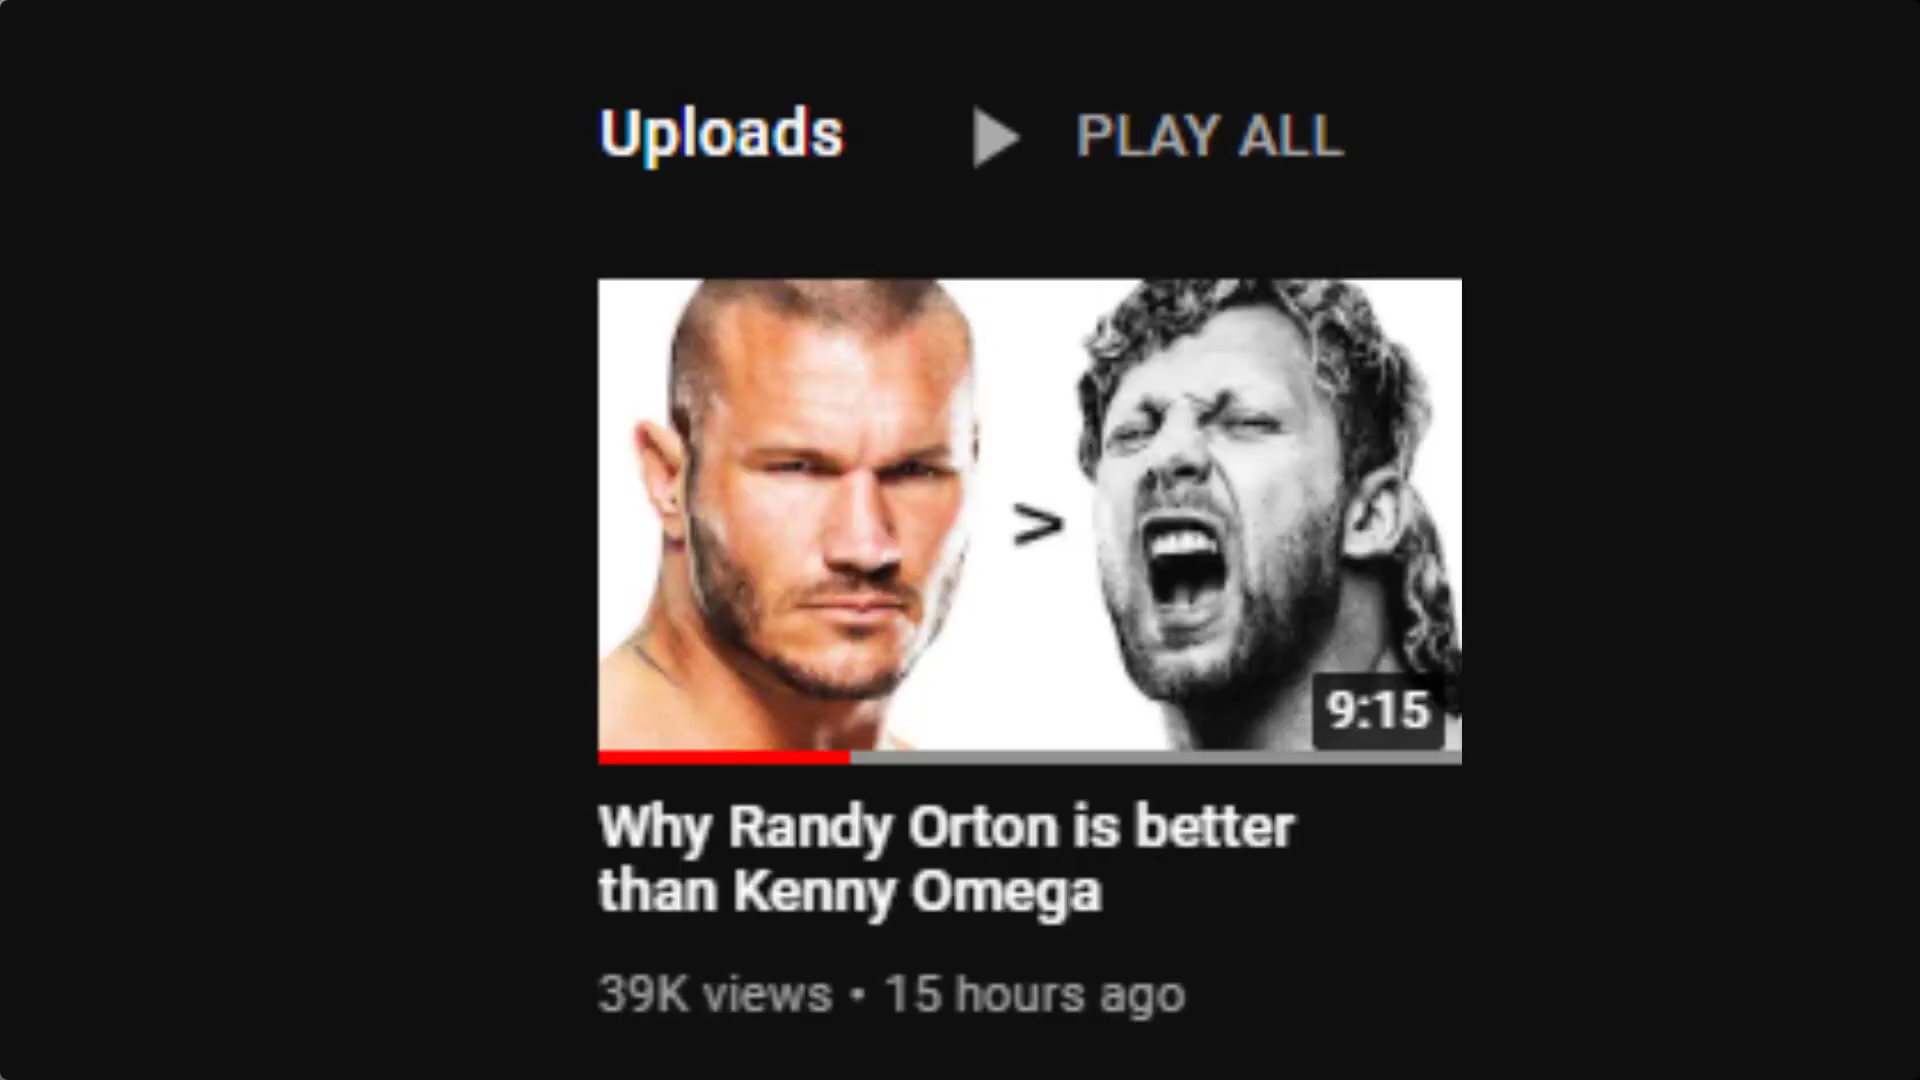 Uploads PLAY ALL
>
9:15
Why Randy Orton is better
than Kenny Omega
39K views • 15 hours ago